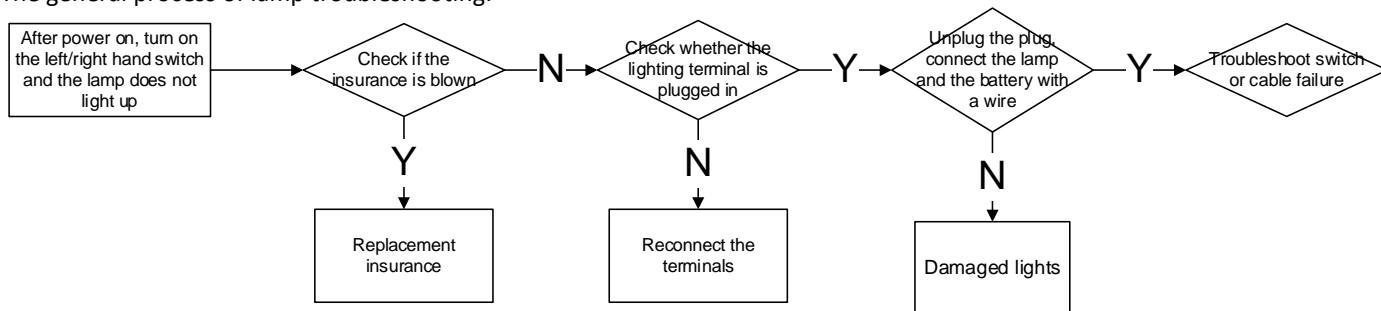 The general process of lamp troubleshooting:
After power on, turn on
the left/right hand switch
and the lamp does not
light up
Check if the
insurance is blown
N
Check whether the
lighting terminal is
plugged in
Y
Unplug the plug,
connect the lamp
and the battery with
a wire
Y
Troubleshoot switch
or cable failure
Y
N
N
Replacement
insurance
Reconnect the
terminals
Damaged lights